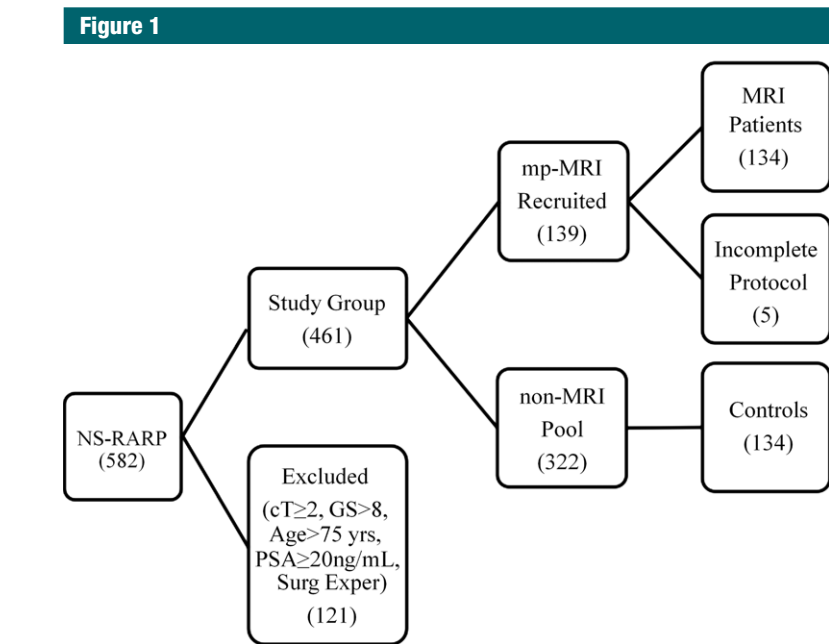 Figure 1
NS-RARP
(582)
Study Group
(461)
Excluded
(cT≥2, GS>8,
Age>75 yrs,
PSA≥20ng/mL,
Surg Exper)
(121)
mp-MRI
Recruited
(139)
non-MRI
Pool
(322)
MRI
Patients
(134)
Incomplete
Protocol
(5)
Controls
(134)